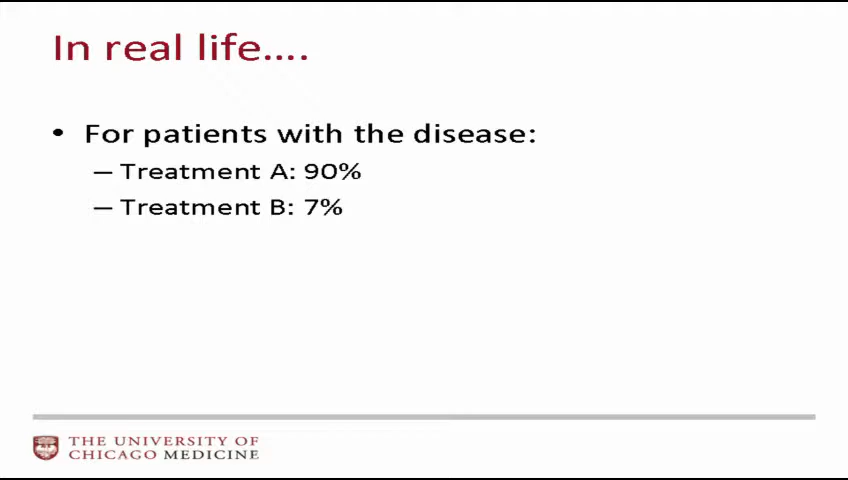 In real life....
• For patients with the disease:
– Treatment A: 90%
– Treatment B: 7%
THE UNIVERSITY OF
CHICAGO MEDICINE